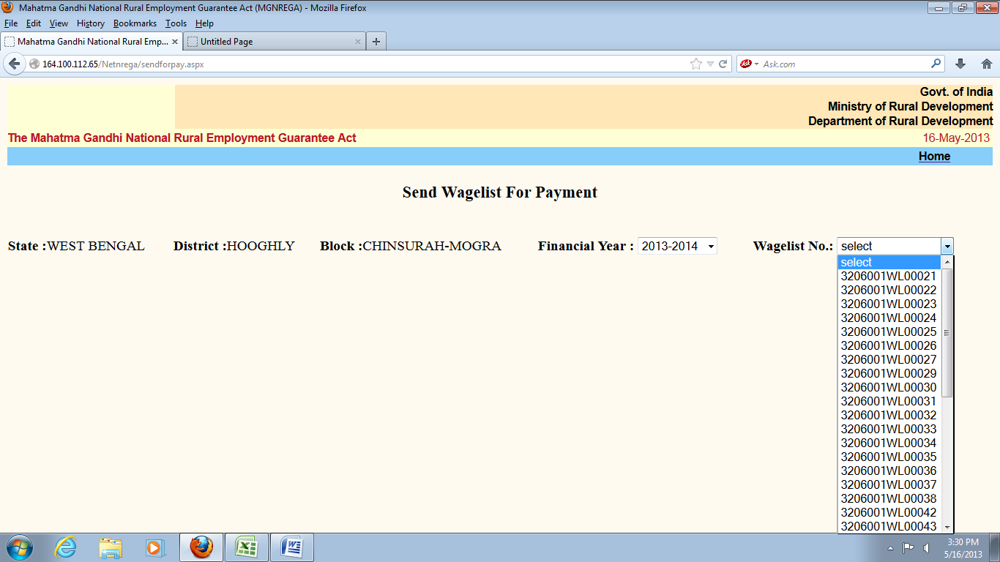 Mahatma Gandhi National Rural Employment Guarantee Act (MGNREGA) - Mozilla Firefox
File Edit View History Bookmarks Tools Help
Mahatma Gandhi National Rural Emp... Untitled Page
164.100.112.65/Netnrega/sendforpay.aspx Ask Ask.com
Govt. of India
Ministry of Rural Development
Department of Rural Development
The Mahatma Gandhi National Rural Employment Guarantee Act 16-May-2013
Home
Send Wagelist For Payment
State :WEST BENGAL District :HOOGHLY Block :CHINSURAH-MOGRA Financial Year : 2013-2014 Wagelist No.: select
select
3206001WL00021
3206001WL00022
3206001WL00023
3206001WL00024
3206001WL00025
3206001WL00026
3206001WL00027
3206001WL00029
3206001WL00030
3206001WL00031
3206001WL00032
3206001WL00033
3206001WL00034
3206001WL00035
3206001WL00036
3206001WL00037
3206001WL00038
3206001WL00042
3206001WL00043
3:30 PM
5/16/2013